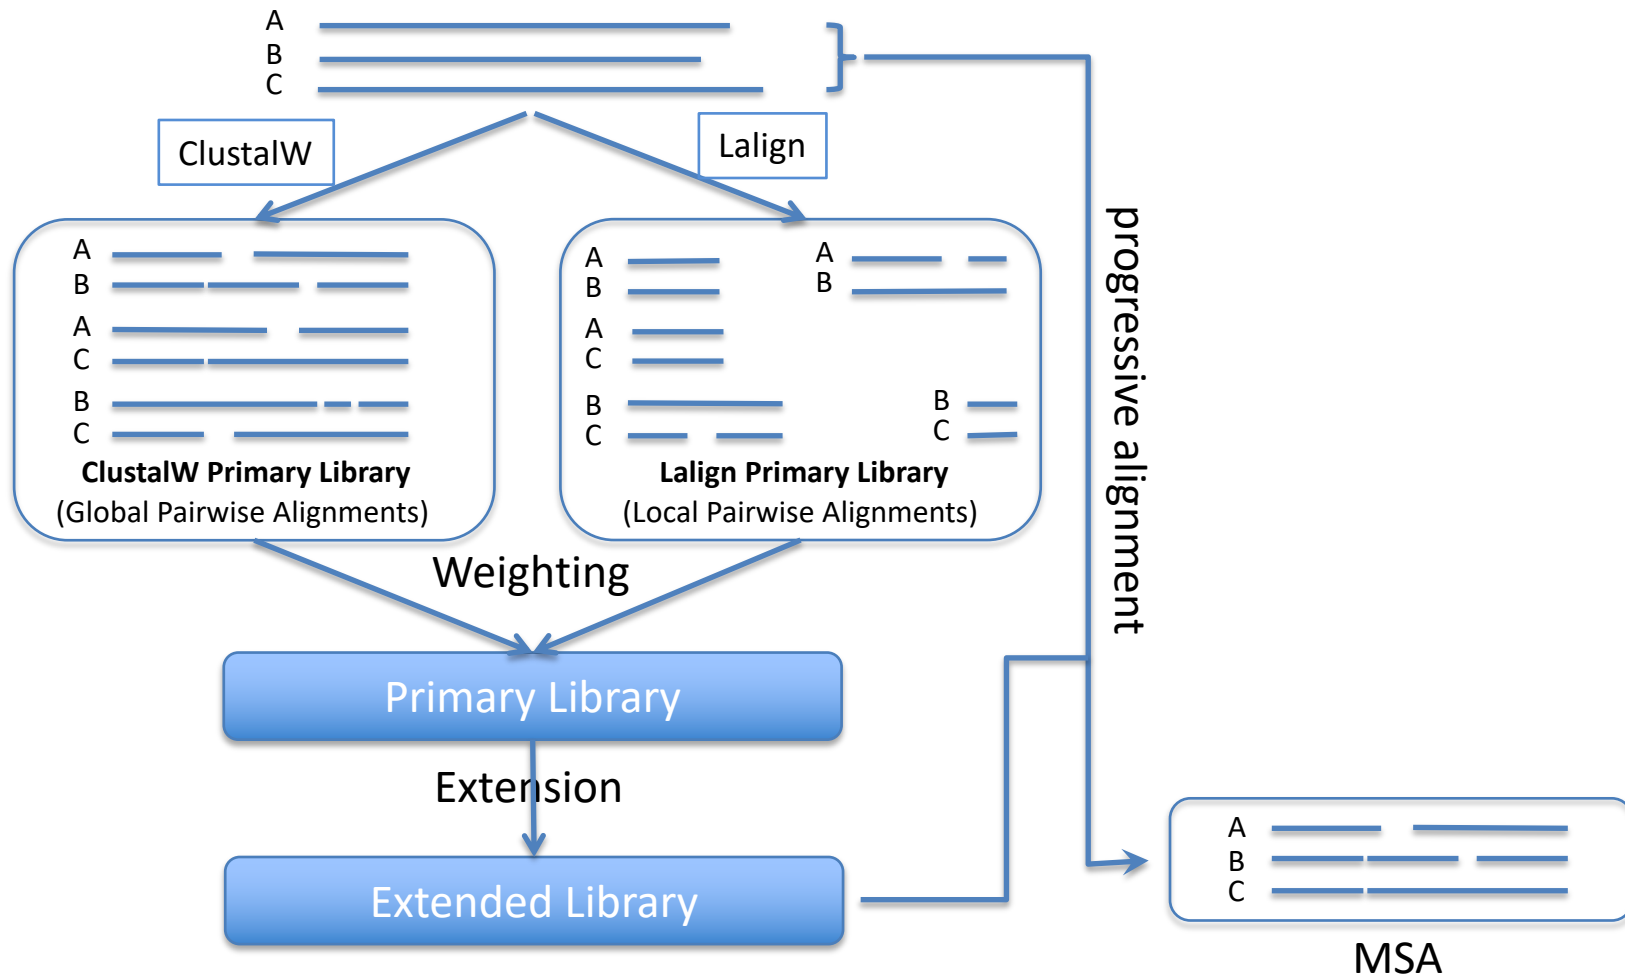 A
B
C
ClustalW
Lalign
A
B
A
C
B
C
ClustalW Primary Library
(Global Pairwise Alignments)
A
B
A
C
B
C
A
B
B
C
Lalign Primary Library
(Local Pairwise Alignments)
progressive alignment
Weighting
Primary Library
Extension
Extended Library
A
B
C
MSA